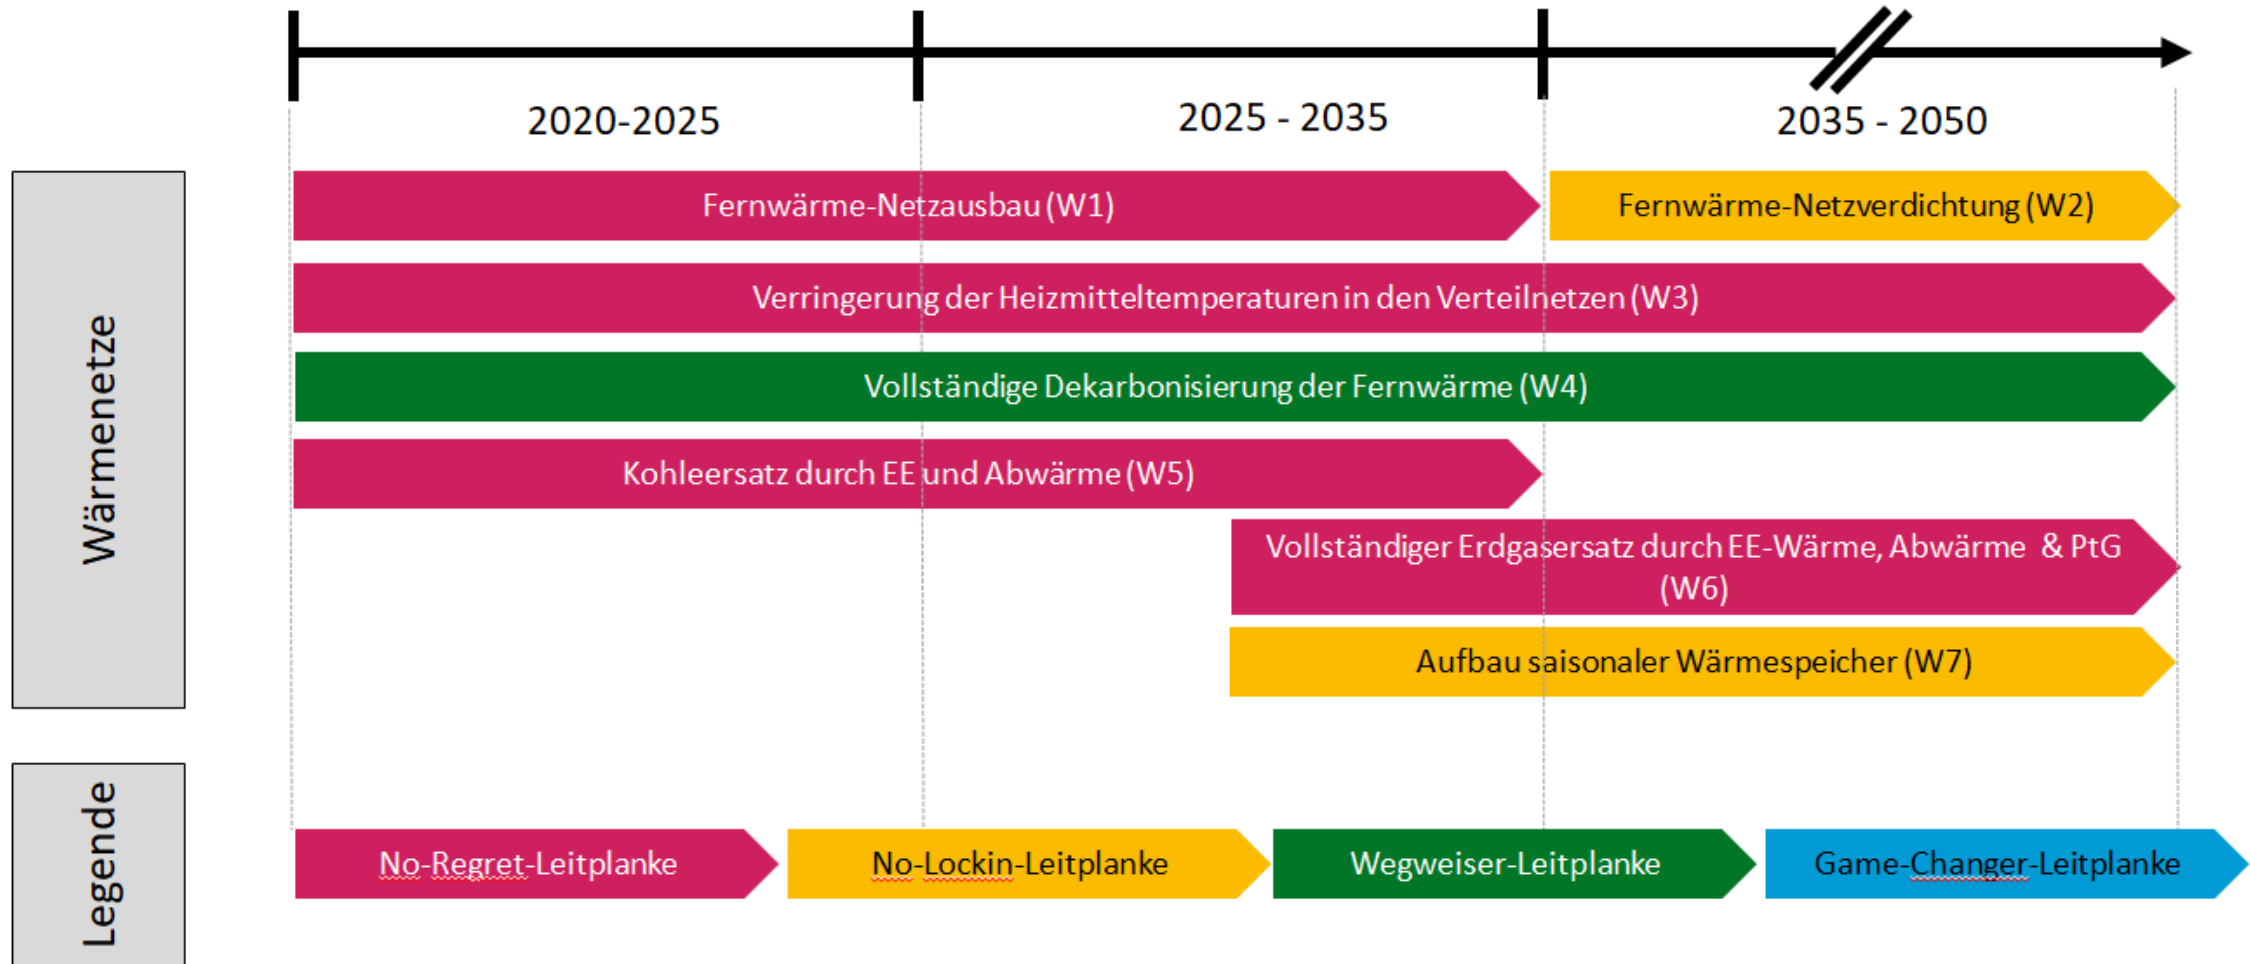 2020-2025
2025 - 2035
2035 - 2050
Wärmenetze
Fernwärme-Netzausbau (W1)
Fernwärme-Netzverdichtung (W2)
Verringerung der Heizmitteltemperaturen in den Verteilnetzen (W3)
Vollständige Dekarbonisierung der Fernwärme (W4)
Kohleersatz durch EE und Abwärme (W5)
Vollständiger Erdgasersatz durch EE-Wärme, Abwärme & PtG
(W6)
Aufbau saisonaler Wärmespeicher (W7)
Legende
No-Regret-Leitplanke
No-Lockin-Leitplanke
Wegweiser-Leitplanke
Game-Changer-Leitplanke